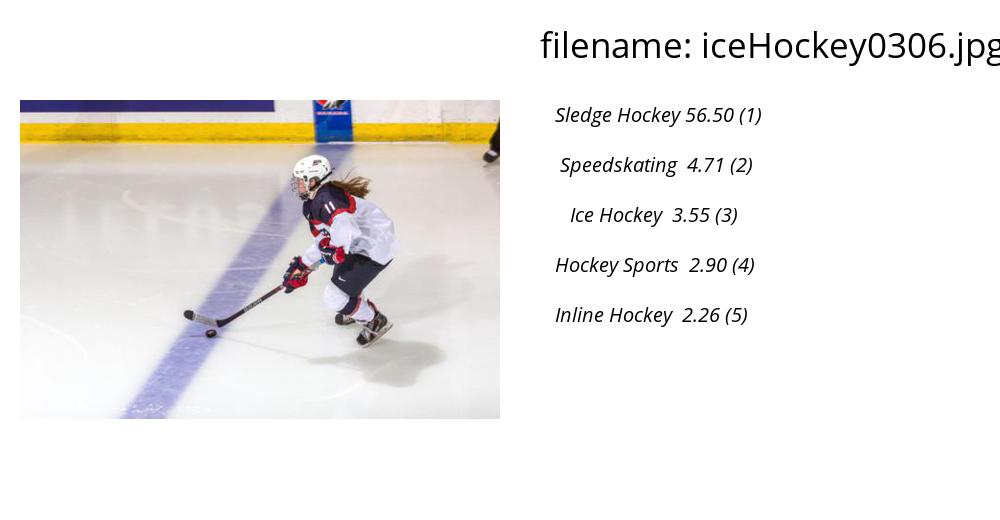 filename: iceHockey0306.jpg
Sledge Hockey 56.50 (1)
Speedskating 4.71 (2)
Ice Hockey 3.55 (3)
Hockey Sports 2.90 (4)
Inline Hockey 2.26 (5)
11